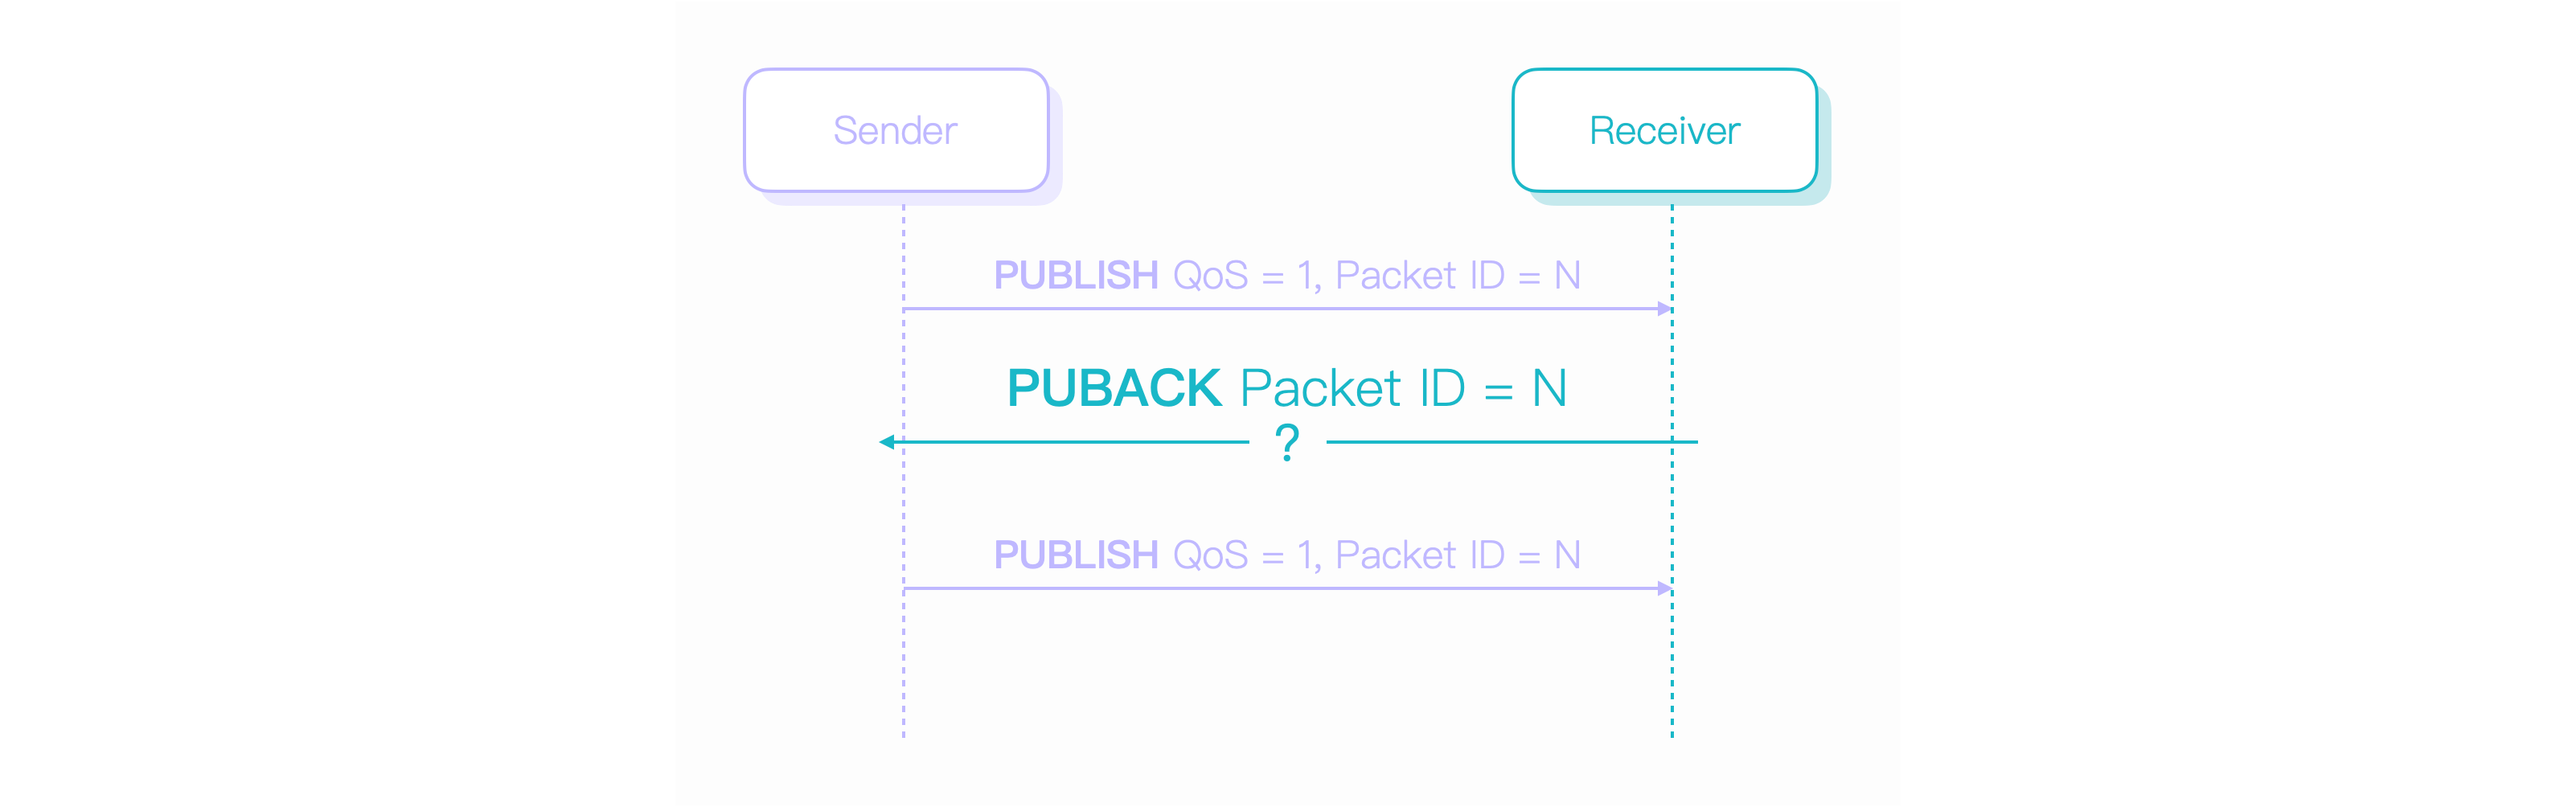 Sender
Receiver
PUBLISH QoS = 1, Packet ID = N
PUBACK Packet ID = N
?
PUBLISH QoS = 1, Packet ID = N